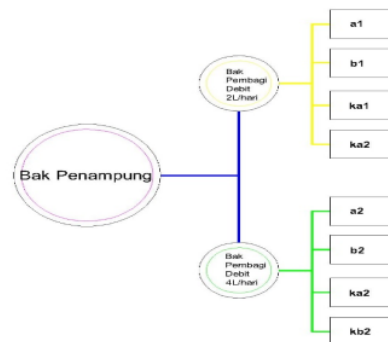 Bak Penampung
Bak
Pembagi
Debit
2L/hari
a1
b1
ka1
ka2
Bak
Pembagi
Debit
4L/hari
a2
b2
ka2
kb2